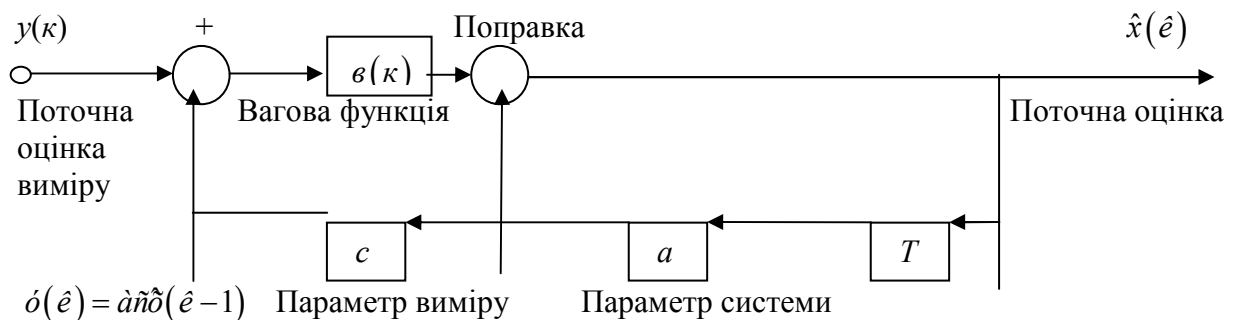 y(к) + Поправка x̂(ê)
в(к)
Поточна оцінка виміру Вагова функція Поточна оцінка
c a T
ó(ê) = àñõ̂(ê−1) Параметр виміру Параметр системи